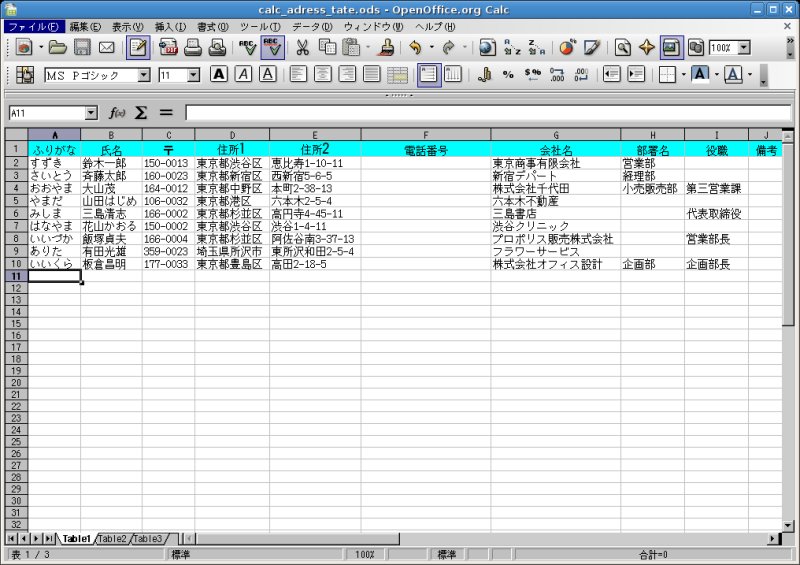 calc_adress_tate.ods - OpenOffice.org Calc
ファイル(F) 編集(E) 表示(V) 挿入(I) 書式(O) ツール(T) データ(D) ウィンドウ(W) ヘルプ(H)
100%
MS Pゴシック 11
A11 f(x) Σ =
A B C D E F G H I J
1 ふりがな 氏名 〒 住所1 住所2 電話番号 会社名 部署名 役職 備考
2 すずき 鈴木一郎 150-0013 東京都渋谷区 恵比寿1-10-11 東京商事有限会社 営業部
3 さいとう 斉藤太郎 160-0023 東京都新宿区 西新宿5-6-5 新宿デパート 経理部
4 おおやま 大山茂 164-0012 東京都中野区 本町2-38-13 株式会社千代田 小売販売部 第三営業課
5 やまだ 山田はじめ 106-0032 東京都港区 六本木2-5-4 六本木不動産
6 みしま 三島清志 166-0002 東京都杉並区 高円寺4-45-11 三島書店 代表取締役
7 はなやま 花山かおる 150-0002 東京都渋谷区 渋谷1-4-11 渋谷クリニック
8 いいづか 飯塚貞夫 166-0004 東京都杉並区 阿佐谷南3-37-13 プロポリス販売株式会社 営業部長
9 ありた 有田光雄 359-0023 埼玉県所沢市 東所沢和田2-5-4 フラワーサービス
10 いいくら 板倉昌明 177-0033 東京都豊島区 高田2-18-5 株式会社オフィス設計 企画部 企画部長
11
12
13
14
15
16
17
18
19
20
21
22
23
24
25
26
27
28
29
30
31
32
Table1 Table2 Table3
表 1 / 3 標準 100% 標準 合計=0